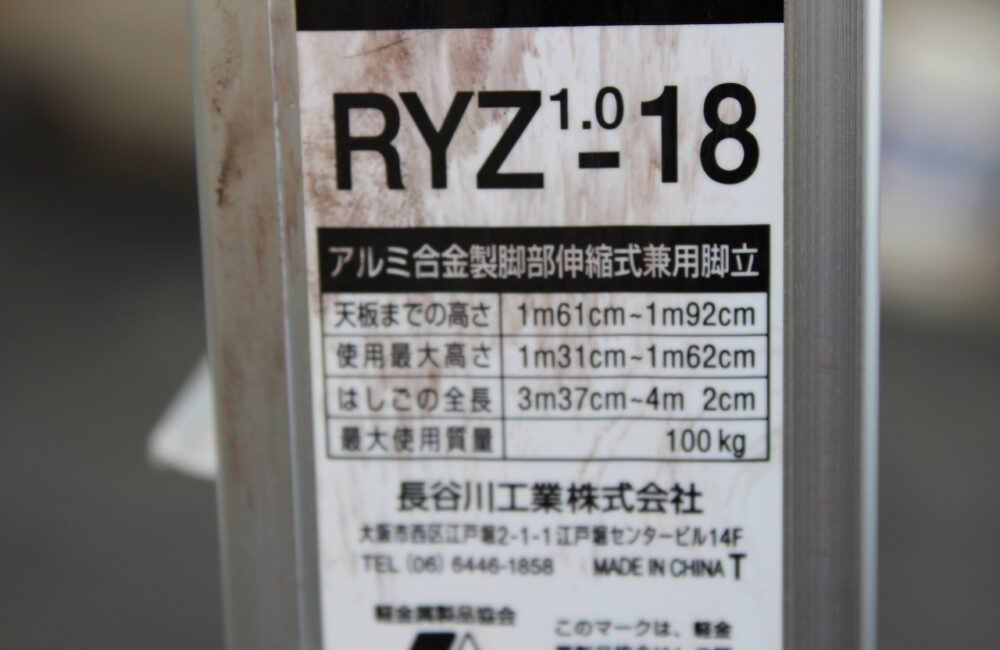 RYZ1.0-18
アルミ合金製脚部伸縮式兼用脚立
天板までの高さ 1m61cm~1m92cm
使用最大高さ 1m31cm~1m62cm
はしごの全長 3m37cm~4m 2cm
最大使用質量 100kg
長谷川工業株式会社
大阪市西区江戸堀2-1-1江戸堀センタービル14F
TEL (06) 6446-1858 MADE IN CHINA T
軽金属製品協会
このマークは、軽金